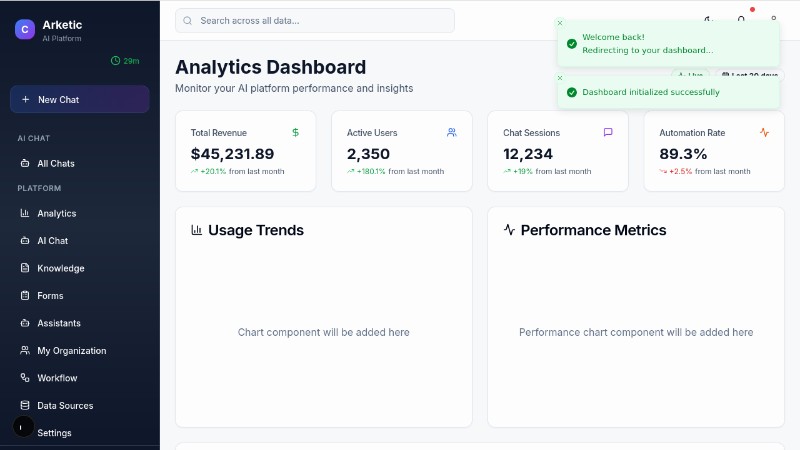 C
Arketic
AI Platform
29m
New Chat
AI CHAT
All Chats
PLATFORM
Analytics
AI Chat
Knowledge
Forms
Assistants
My Organization
Workflow
Data Sources
Settings
Search across all data...
Welcome back!
Redirecting to your dashboard...
Dashboard initialized successfully
Analytics Dashboard
Monitor your AI platform performance and insights
Total Revenue
$45,231.89
+20.1% from last month
Active Users
2,350
+180.1% from last month
Chat Sessions
12,234
+19% from last month
Automation Rate
89.3%
+2.5% from last month
Usage Trends
Chart component will be added here
Performance Metrics
Performance chart component will be added here